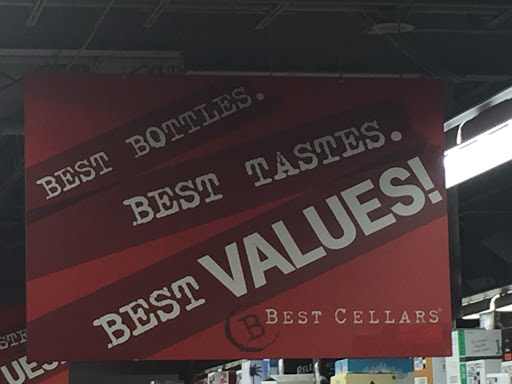 BEST BOTTLES.
BEST TASTES.
BEST VALUES!
B BEST CELLARS